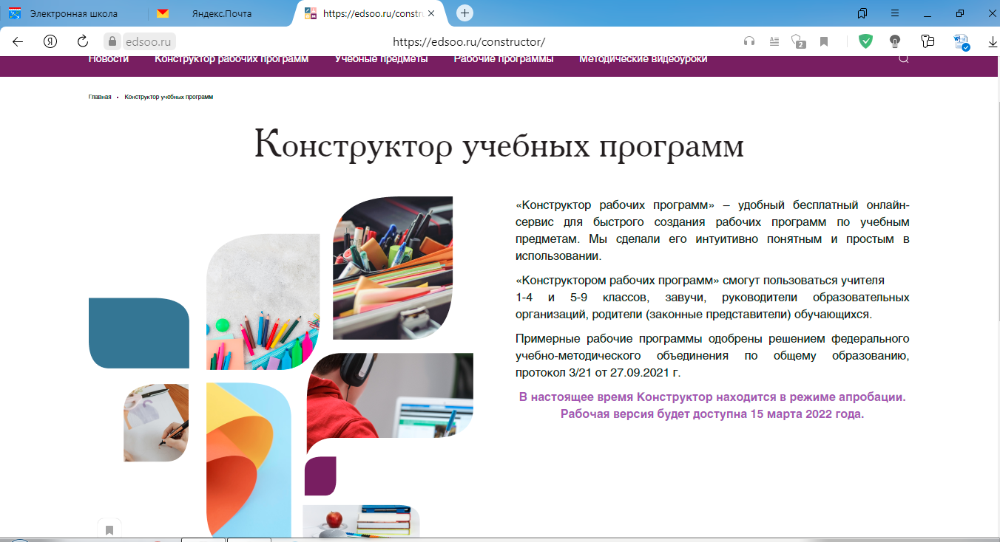 Электронная школа
Яндекс.Почта
https://edsoo.ru/constr
edsoo.ru
https://edsoo.ru/constructor/
2
Новости
Конструктор рабочих программ
Учебные предметы
Рабочие программы
Методические видеоуроки
Главная • Конструктор учебных программ
Конструктор учебных программ
«Конструктор рабочих программ» – удобный бесплатный онлайн-
сервис для быстрого создания рабочих программ по учебным
предметам. Мы сделали его интуитивно понятным и простым в
использовании.
«Конструктором рабочих программ» смогут пользоваться учителя
1-4 и 5-9 классов, завучи, руководители образовательных
организаций, родители (законные представители) обучающихся.
Примерные рабочие программы одобрены решением федерального
учебно-методического объединения по общему образованию,
протокол 3/21 от 27.09.2021 г.
В настоящее время Конструктор находится в режиме апробации.
Рабочая версия будет доступна 15 марта 2022 года.